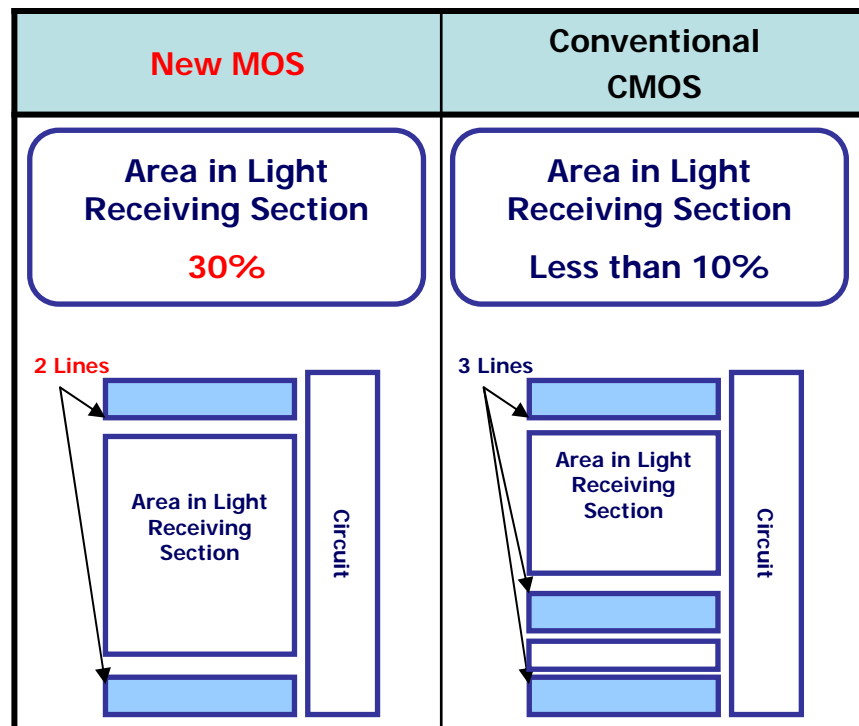 New MOS
Conventional
CMOS
Area in Light
Receiving Section
30%
Area in Light
Receiving Section
Less than 10%
2 Lines
Area in Light
Receiving
Section
Circuit
3 Lines
Area in Light
Receiving
Section
Circuit